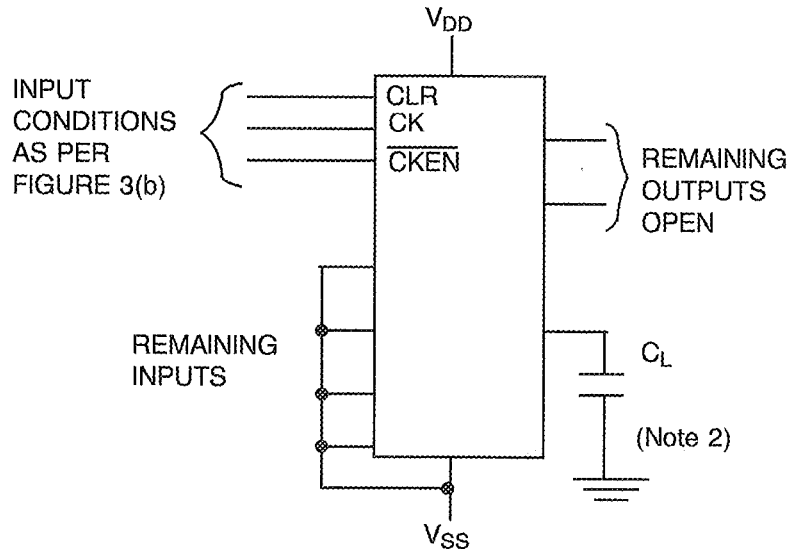 VDD
INPUT
CONDITIONS
AS PER
FIGURE 3(b)
CLR
CK
CKEN
REMAINING
OUTPUTS
OPEN
REMAINING
INPUTS
CL
(Note 2)
VSS